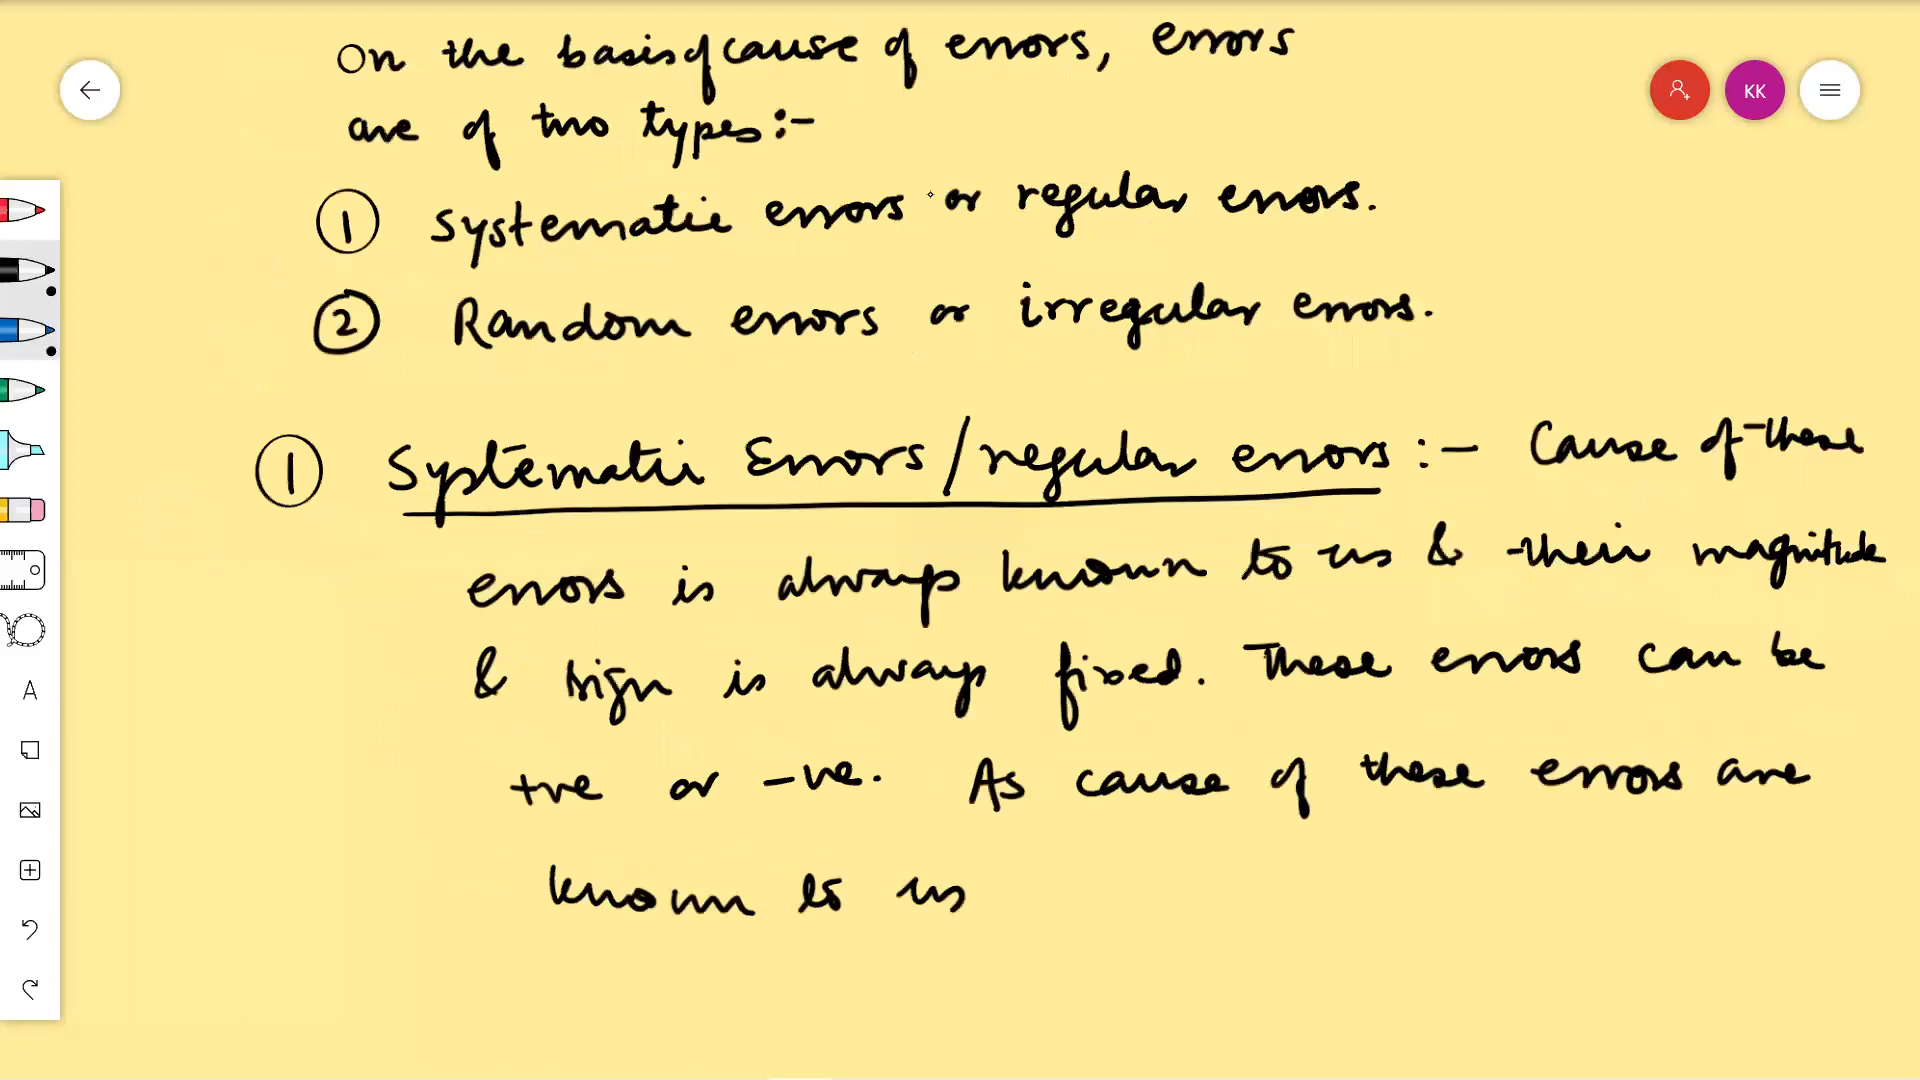 On the basis of cause of errors, errors
are of two types :-
① Systematic errors or regular errors.
② Random errors or irregular errors.
① Systematic Errors/regular errors :- Cause of these
errors is always known to us & their magnitude
& sign is always fixed. These errors can be
+ve or -ve. As cause of these errors are
known to us
KK
A